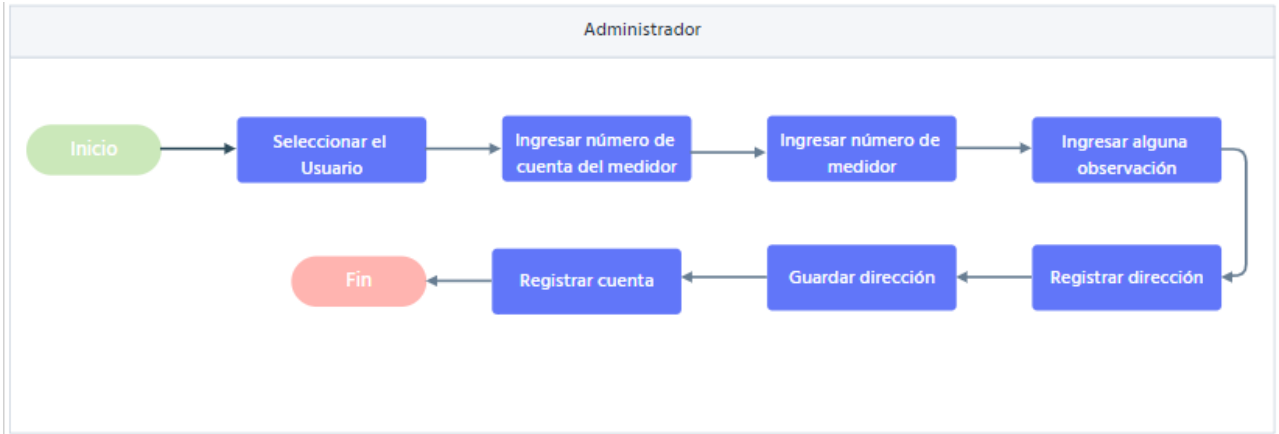 Administrador
Inicio
Seleccionar el
Usuario
Ingresar número de
cuenta del medidor
Ingresar número de
medidor
Ingresar alguna
observación
Registrar dirección
Guardar dirección
Registrar cuenta
Fin